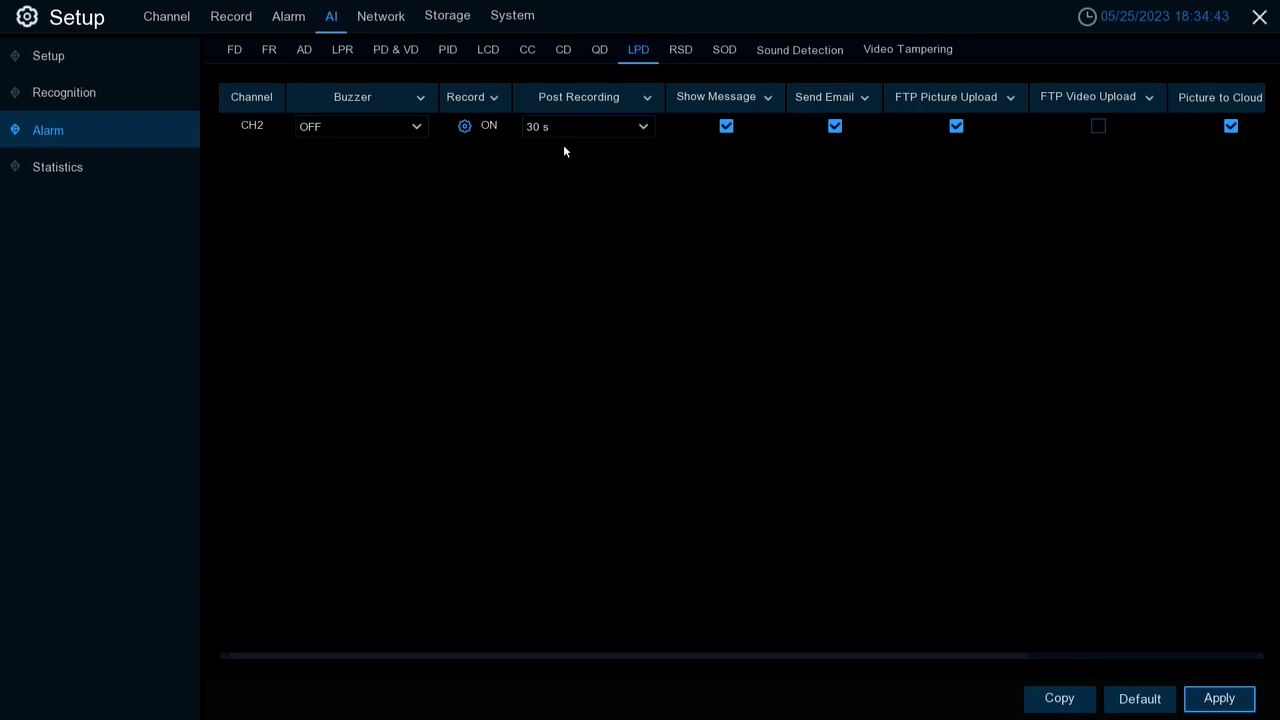 Setup Channel Record Alarm AI Network Storage System 05/25/2023 18:34:43
Setup
Recognition
Alarm
Statistics
FD FR AD LPR PD & VD PID LCD CC CD QD LPD RSD SOD Sound Detection Video Tampering
Channel Buzzer Record Post Recording Show Message Send Email FTP Picture Upload FTP Video Upload Picture to Cloud
CH2 OFF ON 30 s
Copy Default Apply